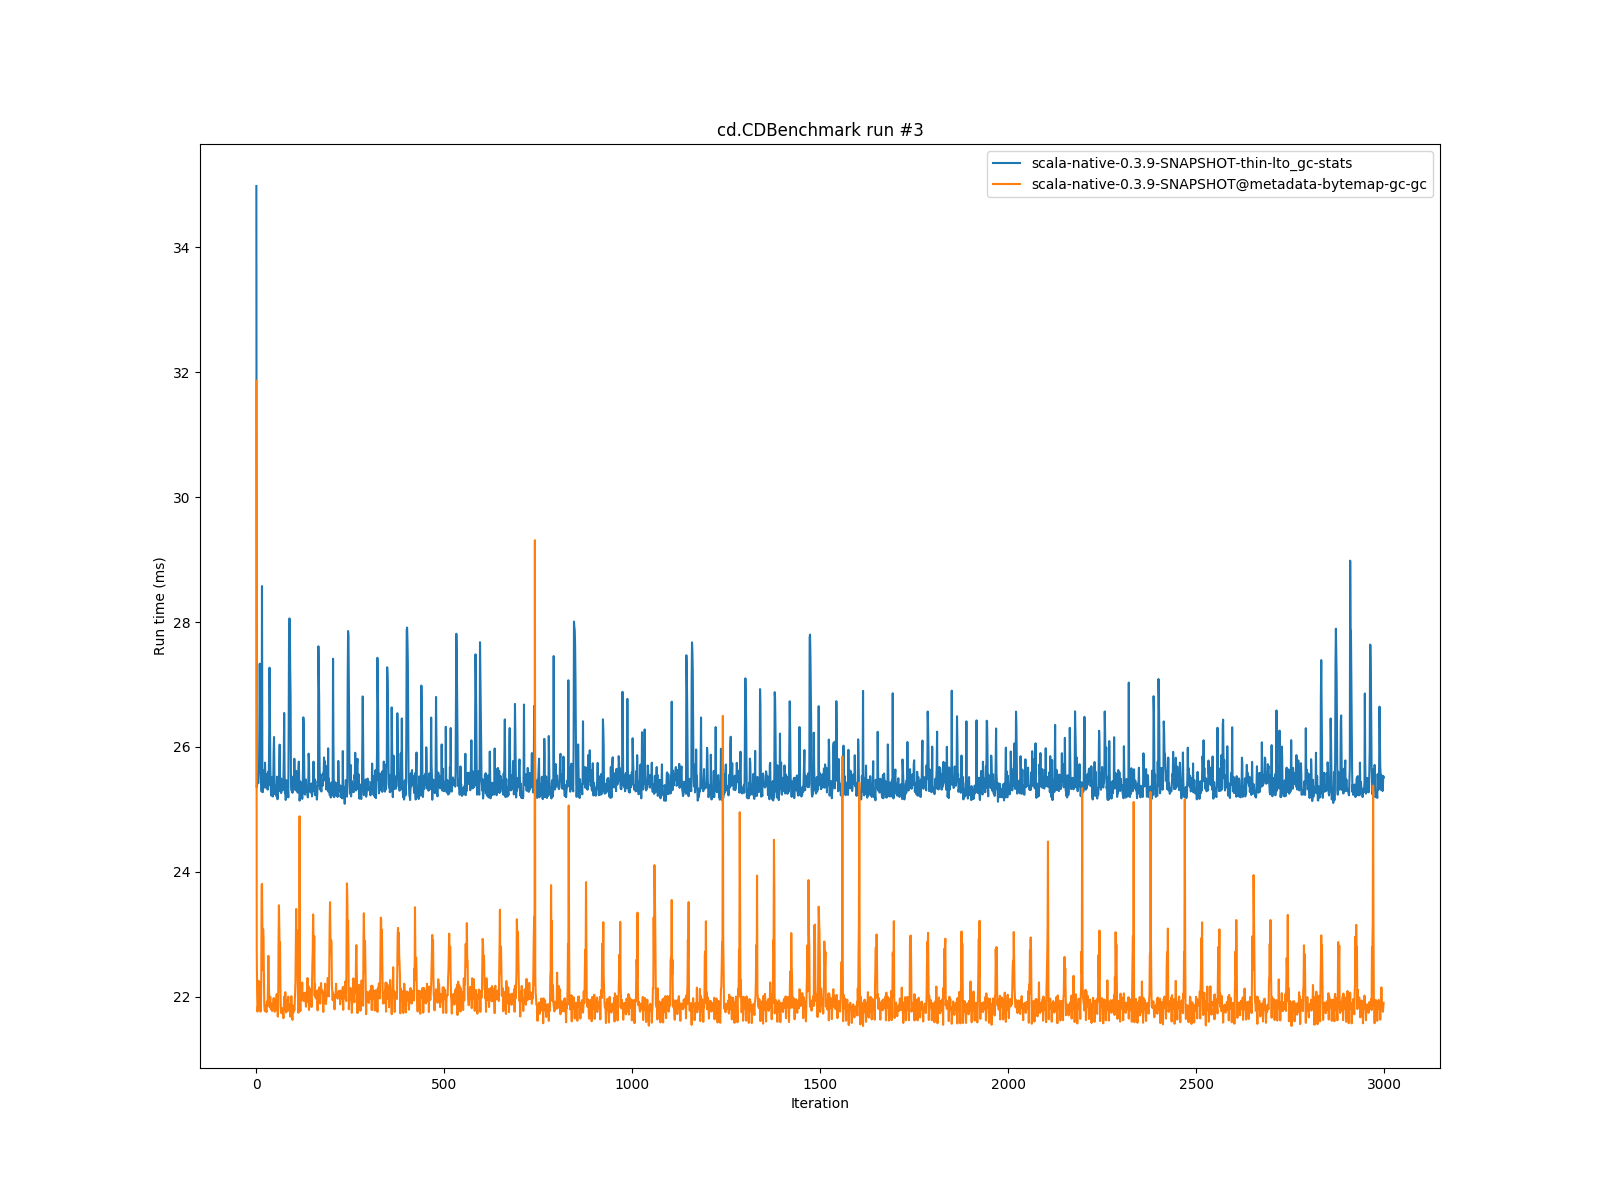 cd.CDBenchmark run #3
scala-native-0.3.9-SNAPSHOT-thin-lto_gc-stats
scala-native-0.3.9-SNAPSHOT@metadata-bytemap-gc-gc
34
32
30
28
26
24
22
Run time (ms)
0 500 1000 1500 2000 2500 3000
Iteration